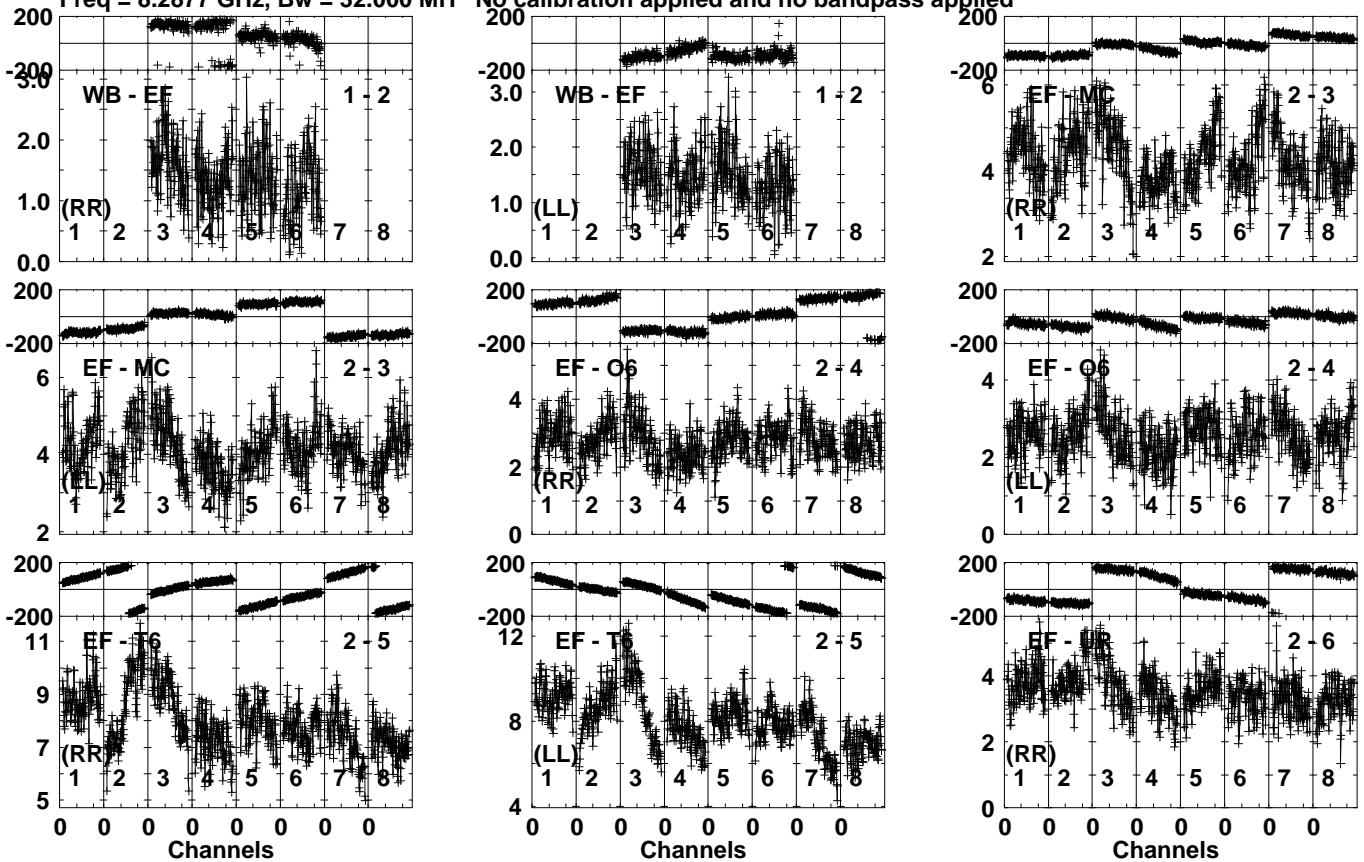 Freq = 8.2877 GHz, Bw = 32.000 MH No calibration applied and no bandpass applied
200 200 200
-200 -200 -200
3.0 WB - EF 1 - 2 3.0 WB - EF 1 - 2 6 EF - MC 2 - 3
2.0 2.0 4
1.0 1.0
(RR) (LL) (RR)
1 2 3 4 5 6 7 8 1 2 3 4 5 6 7 8 1 2 3 4 5 6 7 8
0.0 0.0 2
200 200 200
-200 -200 -200
EF - MC 2 - 3 EF - O6 2 - 4 EF - O6 2 - 4
6 4 4
4 2 2
(LL) (RR) (LL)
1 2 3 4 5 6 7 8 1 2 3 4 5 6 7 8 1 2 3 4 5 6 7 8
2 0 0
200 200 200
-200 -200 -200
11 EF - T6 2 - 5 12 EF - T6 2 - 5 EF - UR 2 - 6
9 8 4
7 2
(RR) (LL) (RR)
1 2 3 4 5 6 7 8 1 2 3 4 5 6 7 8 1 2 3 4 5 6 7 8
5 4 0
0 0 0 0 0 0 0 0 0 0 0 0 0 0 0 0 0 0 0 0 0 0 0 0
Channels Channels Channels